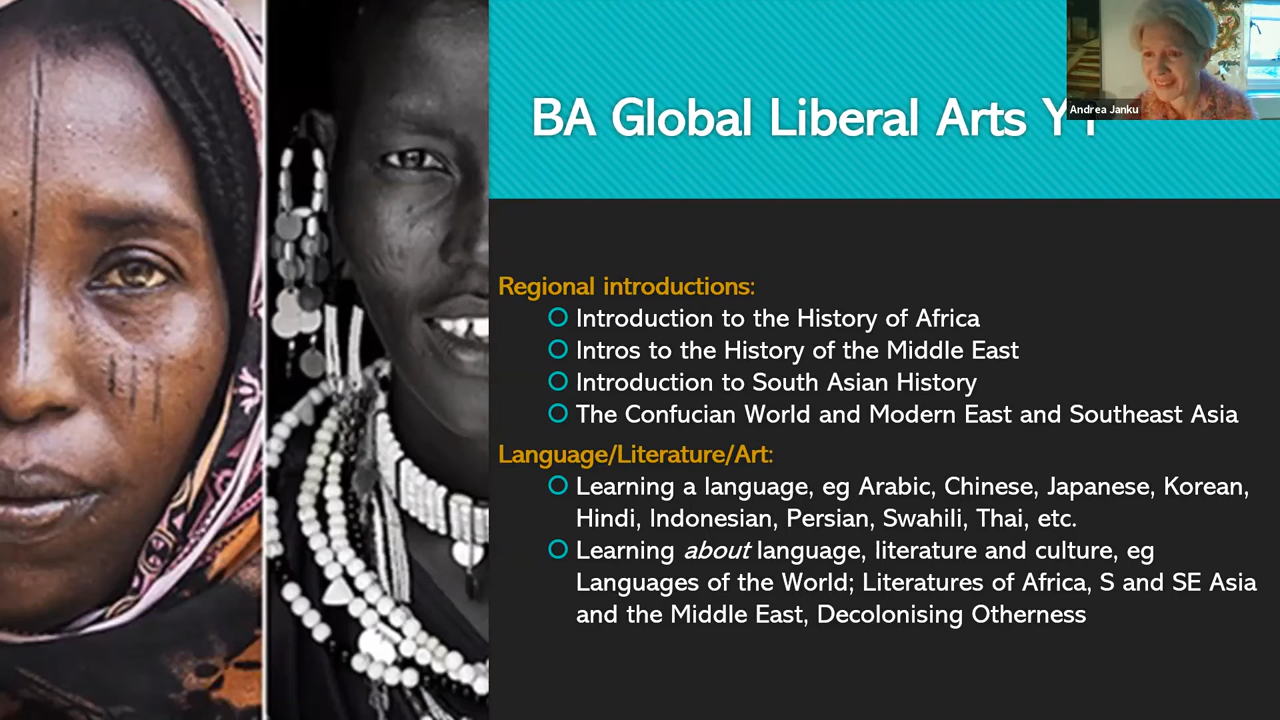 BA Global Liberal Arts
Andrea Janku
Regional introductions:
Introduction to the History of Africa
Intros to the History of the Middle East
Introduction to South Asian History
The Confucian World and Modern East and Southeast Asia
Language/Literature/Art:
Learning a language, eg Arabic, Chinese, Japanese, Korean,
Hindi, Indonesian, Persian, Swahili, Thai, etc.
Learning about language, literature and culture, eg
Languages of the World; Literatures of Africa, S and SE Asia
and the Middle East, Decolonising Otherness